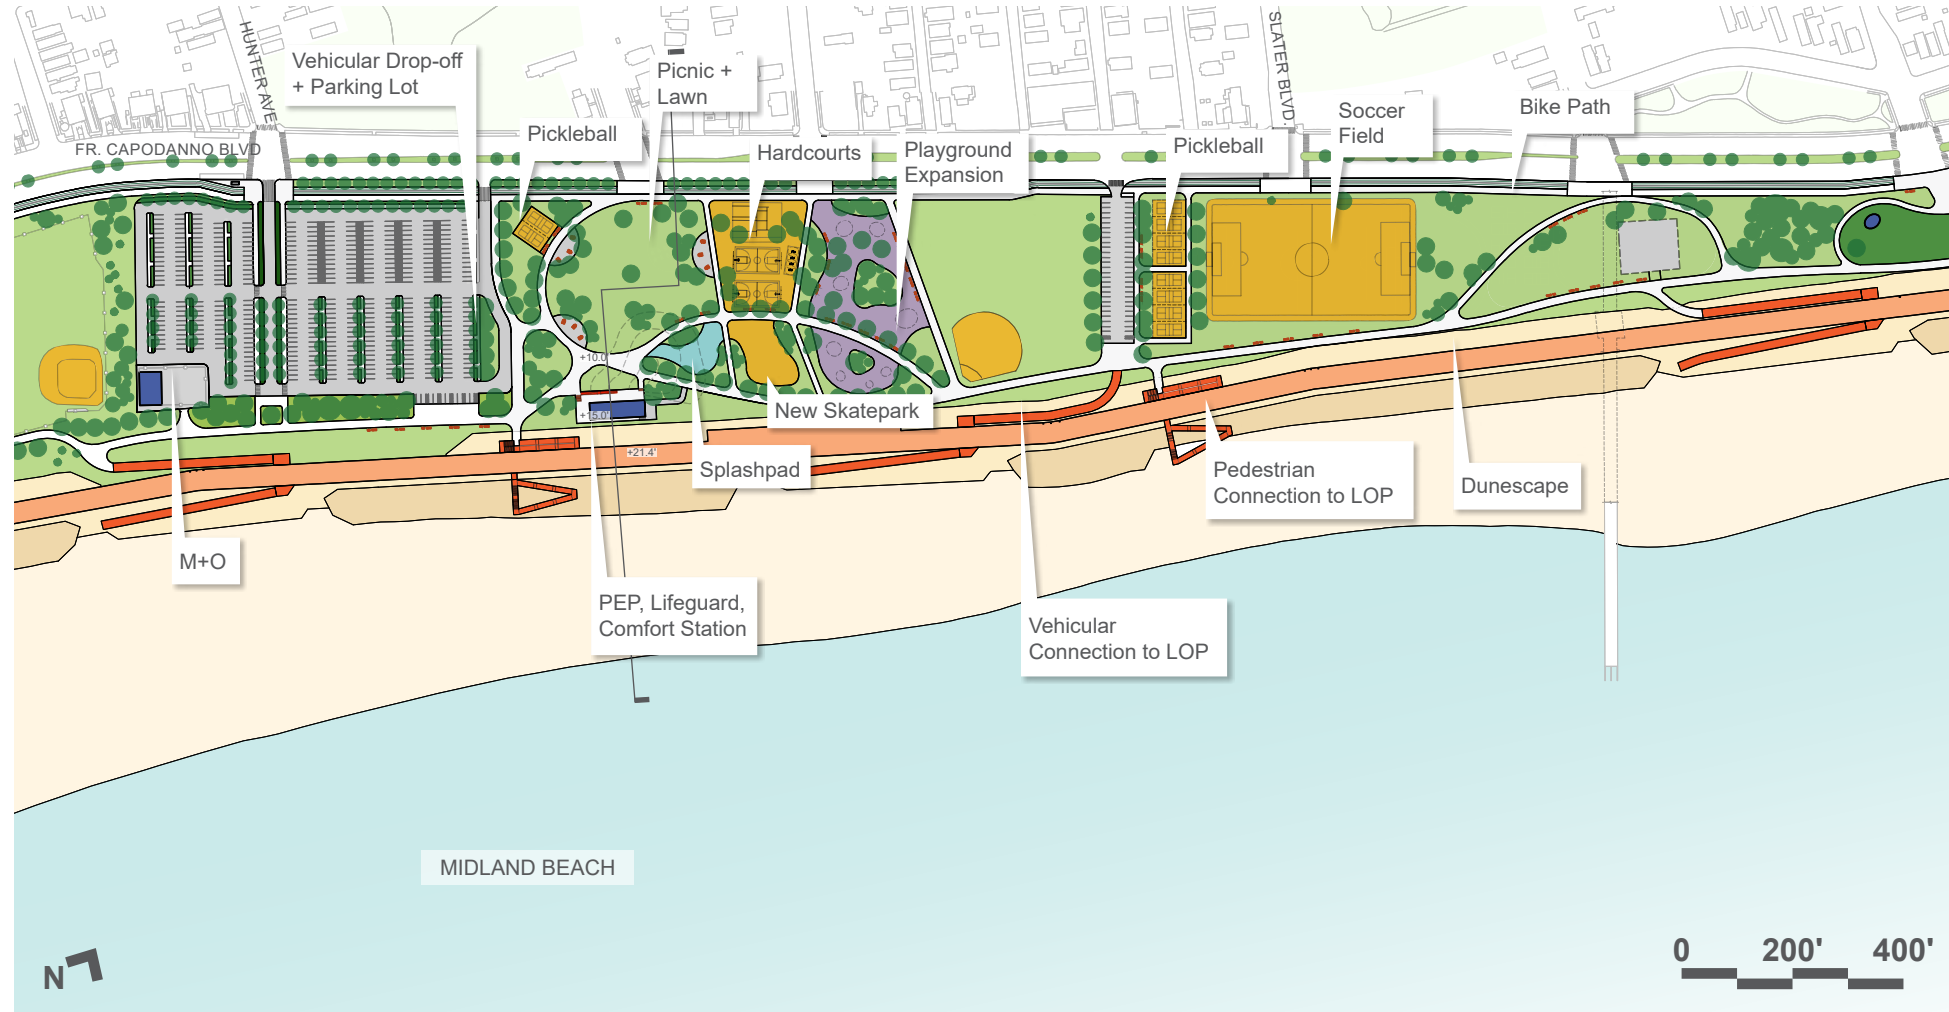 HUNTER AVE
SLATER BLVD.
FR. CAPODANNO BLVD
Vehicular Drop-off
+ Parking Lot
Pickleball
Picnic +
Lawn
Hardcourts
Playground
Expansion
Pickleball
Soccer
Field
Bike Path
+10.0
+15.0'
+21.4'
New Skatepark
Splashpad
Pedestrian
Connection to LOP
Dunescape
M+O
PEP, Lifeguard,
Comfort Station
Vehicular
Connection to LOP
MIDLAND BEACH
N
0 200' 400'